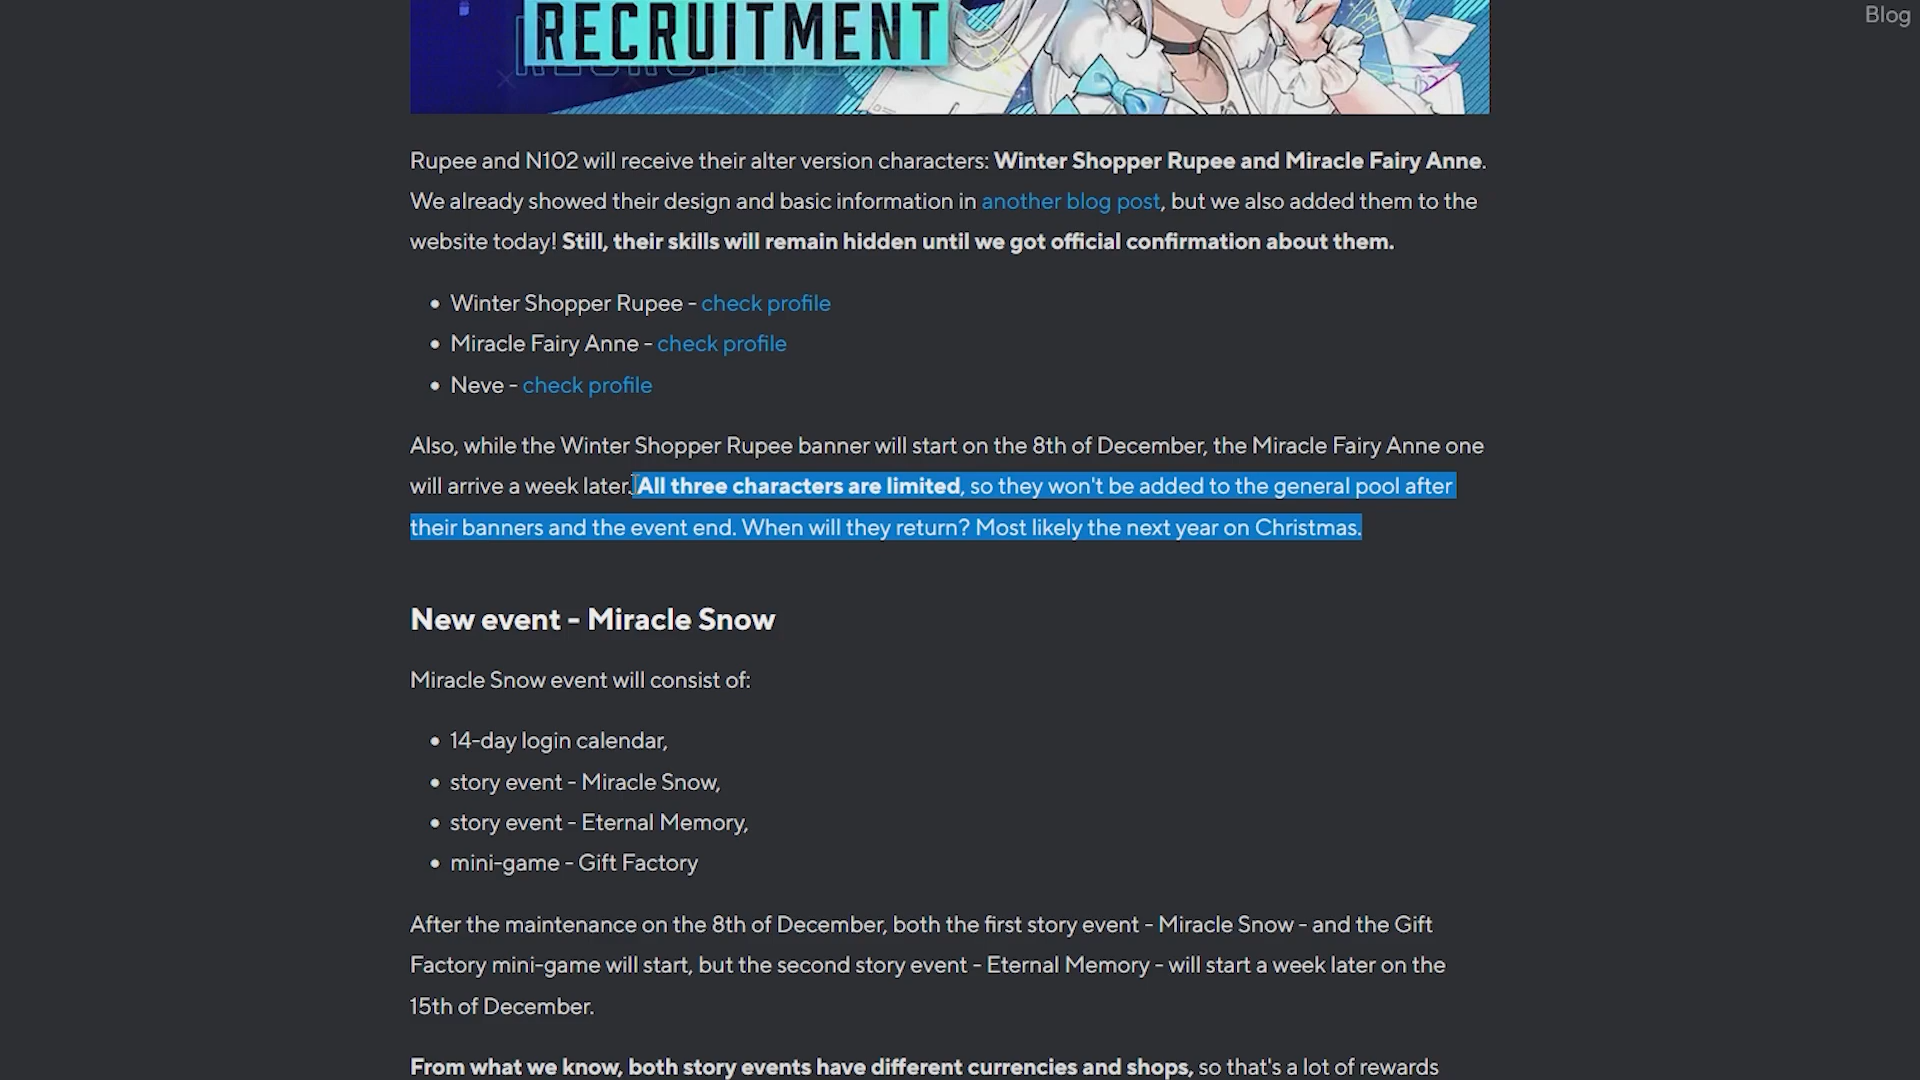 Blog
RECRUITMENT
Rupee and N102 will receive their alter version characters: Winter Shopper Rupee and Miracle Fairy Anne.
We already showed their design and basic information in another blog post, but we also added them to the
website today! Still, their skills will remain hidden until we got official confirmation about them.
• Winter Shopper Rupee - check profile
• Miracle Fairy Anne - check profile
• Neve - check profile
Also, while the Winter Shopper Rupee banner will start on the 8th of December, the Miracle Fairy Anne one
will arrive a week later. All three characters are limited, so they won't be added to the general pool after
their banners and the event end. When will they return? Most likely the next year on Christmas.
New event - Miracle Snow
Miracle Snow event will consist of:
• 14-day login calendar,
• story event - Miracle Snow,
• story event - Eternal Memory,
• mini-game - Gift Factory
After the maintenance on the 8th of December, both the first story event - Miracle Snow - and the Gift
Factory mini-game will start, but the second story event - Eternal Memory - will start a week later on the
15th of December.
From what we know, both story events have different currencies and shops, so that's a lot of rewards